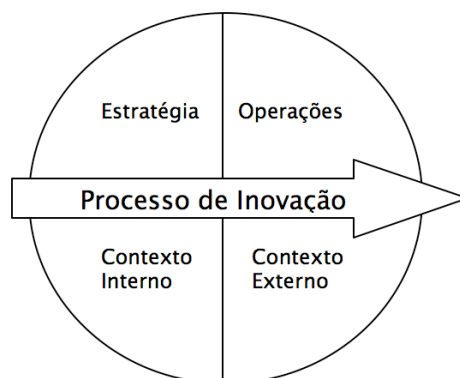 Estratégia
Operações
Processo de Inovação
Contexto
Interno
Contexto
Externo